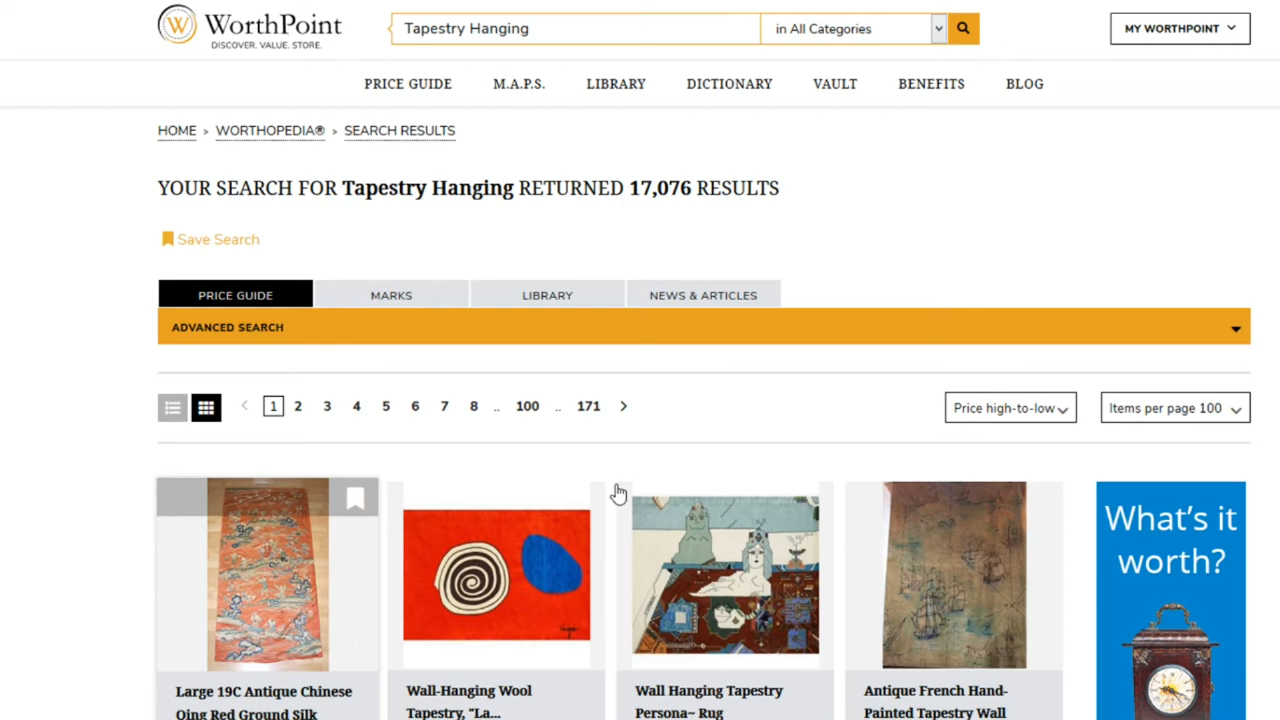 W WorthPoint
DISCOVER. VALUE. STORE.
Tapestry Hanging
in All Categories
MY WORTHPOINT
PRICE GUIDE
M.A.P.S.
LIBRARY
DICTIONARY
VAULT
BENEFITS
BLOG
HOME > WORTHOPEDIA® > SEARCH RESULTS
YOUR SEARCH FOR Tapestry Hanging RETURNED 17,076 RESULTS
Save Search
PRICE GUIDE
MARKS
LIBRARY
NEWS & ARTICLES
ADVANCED SEARCH
< 1 2 3 4 5 6 7 8 .. 100 .. 171 >
Price high-to-low
Items per page 100
What's it
worth?
Large 19C Antique Chinese
Qing Red Ground Silk
Wall-Hanging Wool
Tapestry, "La...
Wall Hanging Tapestry
Persona~ Rug
Antique French Hand-
Painted Tapestry Wall